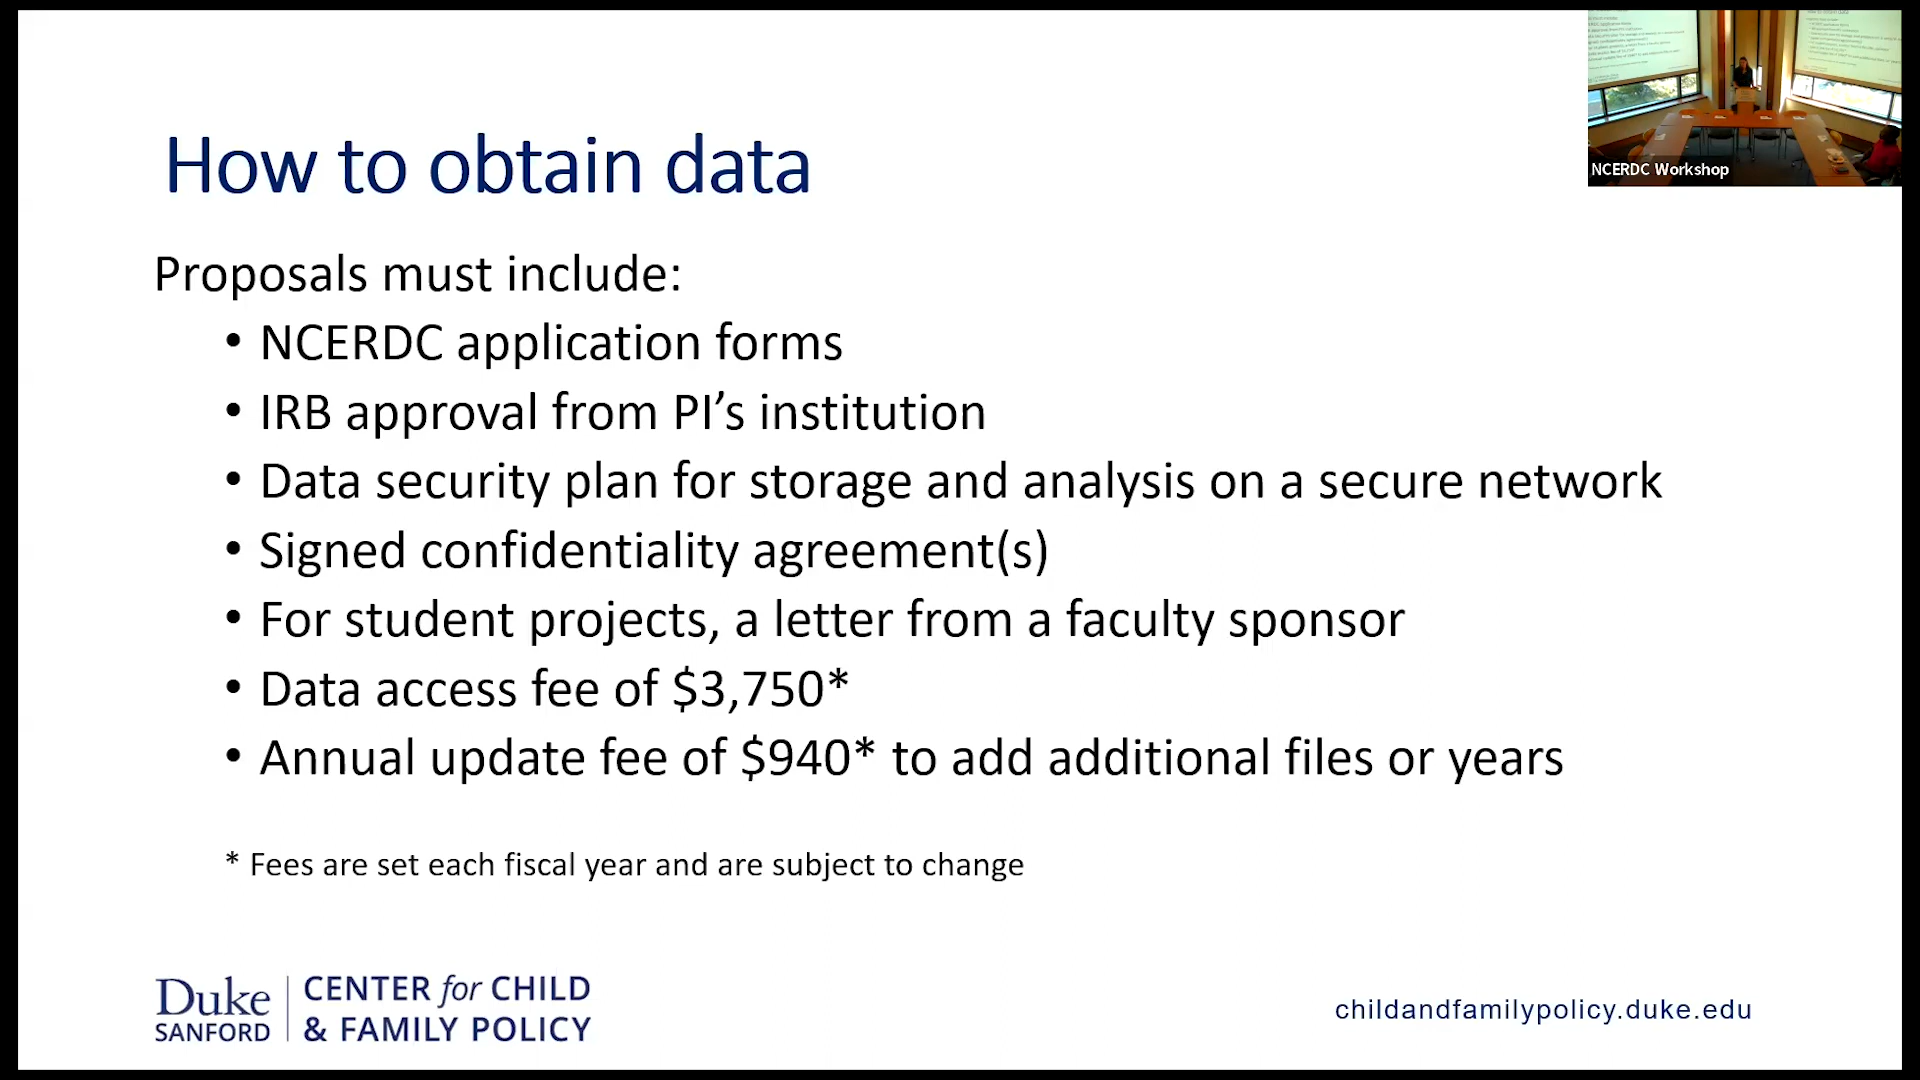 How to obtain data
NCERDC Workshop
Proposals must include:
• NCERDC application forms
• IRB approval from PI’s institution
• Data security plan for storage and analysis on a secure network
• Signed confidentiality agreement(s)
• For student projects, a letter from a faculty sponsor
• Data access fee of $3,750*
• Annual update fee of $940* to add additional files or years
* Fees are set each fiscal year and are subject to change
Duke
SANFORD
CENTER for CHILD
& FAMILY POLICY
childandfamilypolicy.duke.edu